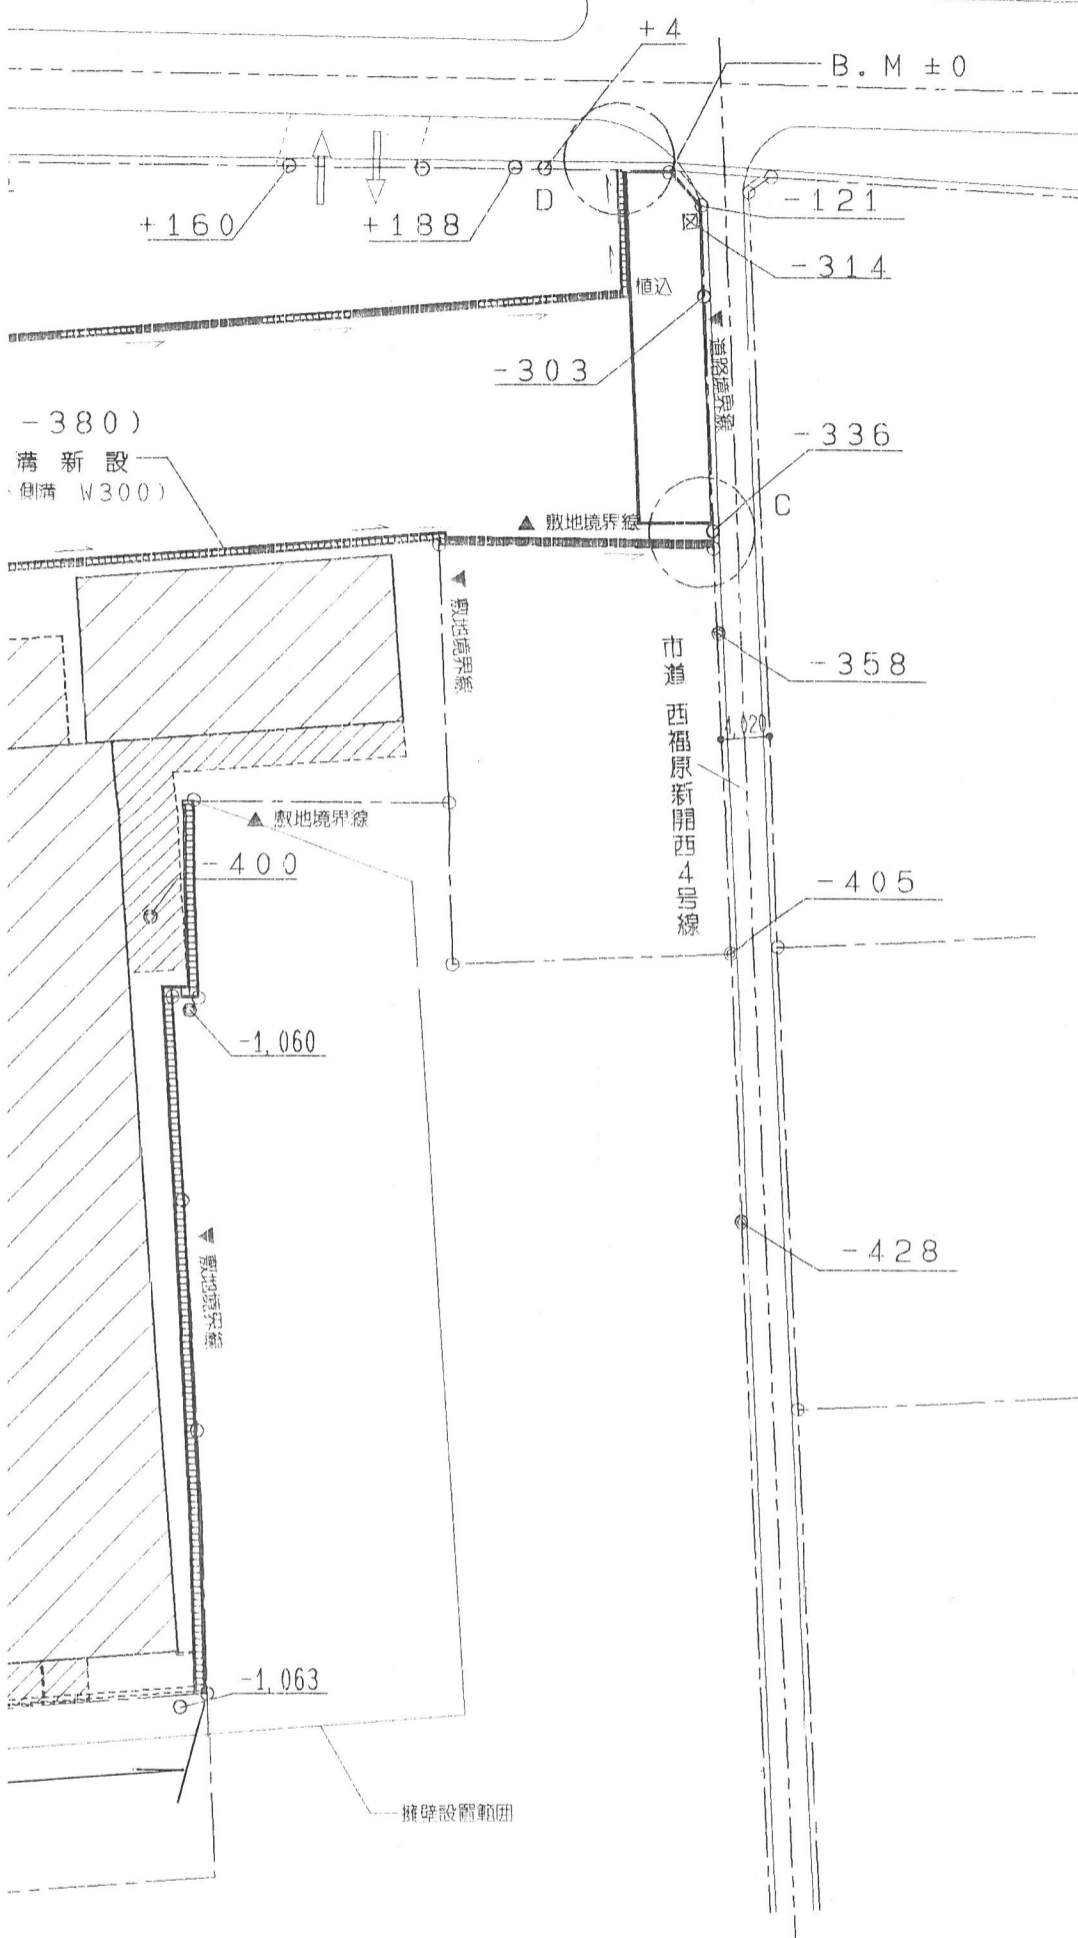 +4
B.M ±0
-121
+160
+188
D
-314
植込
-303
道路境界線
-380)
溝 新 設
側溝 W300)
-336
C
敷地境界線
敷地境界線
市道 西福原新開西4号線
-358
1,020
敷地境界線
-400
-405
-1,060
-428
敷地境界線
-1,063
擁壁設置範囲